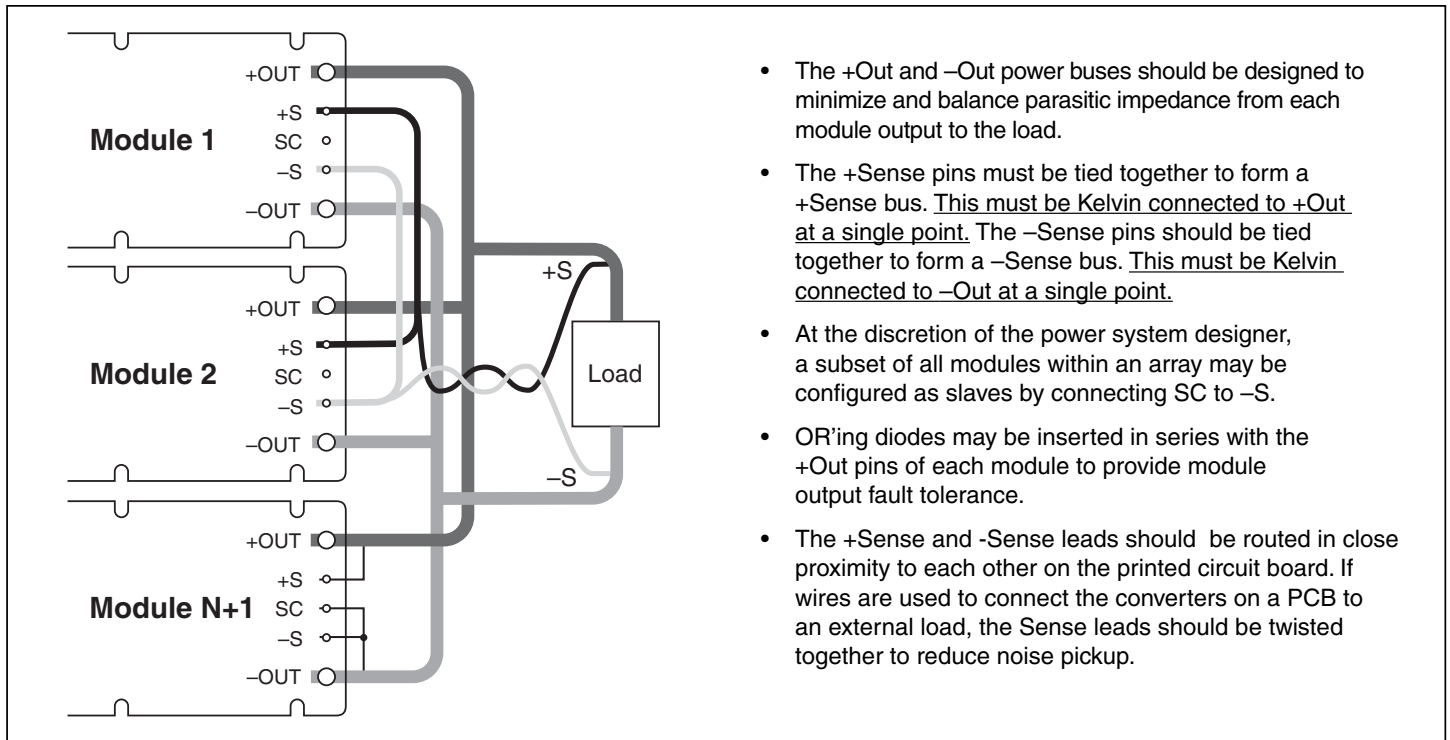 +OUT
+S
Module 1
SC
–S
–OUT
+OUT
+S
Module 2
SC
–S
–OUT
+OUT
+S
Module N+1
SC
–S
–OUT
+S
Load
–S
• The +Out and –Out power buses should be designed to
minimize and balance parasitic impedance from each
module output to the load.
• The +Sense pins must be tied together to form a
+Sense bus. This must be Kelvin connected to +Out
at a single point. The –Sense pins should be tied
together to form a –Sense bus. This must be Kelvin
connected to –Out at a single point.
• At the discretion of the power system designer,
a subset of all modules within an array may be
configured as slaves by connecting SC to –S.
• OR'ing diodes may be inserted in series with the
+Out pins of each module to provide module
output fault tolerance.
• The +Sense and -Sense leads should be routed in close
proximity to each other on the printed circuit board. If
wires are used to connect the converters on a PCB to
an external load, the Sense leads should be twisted
together to reduce noise pickup.